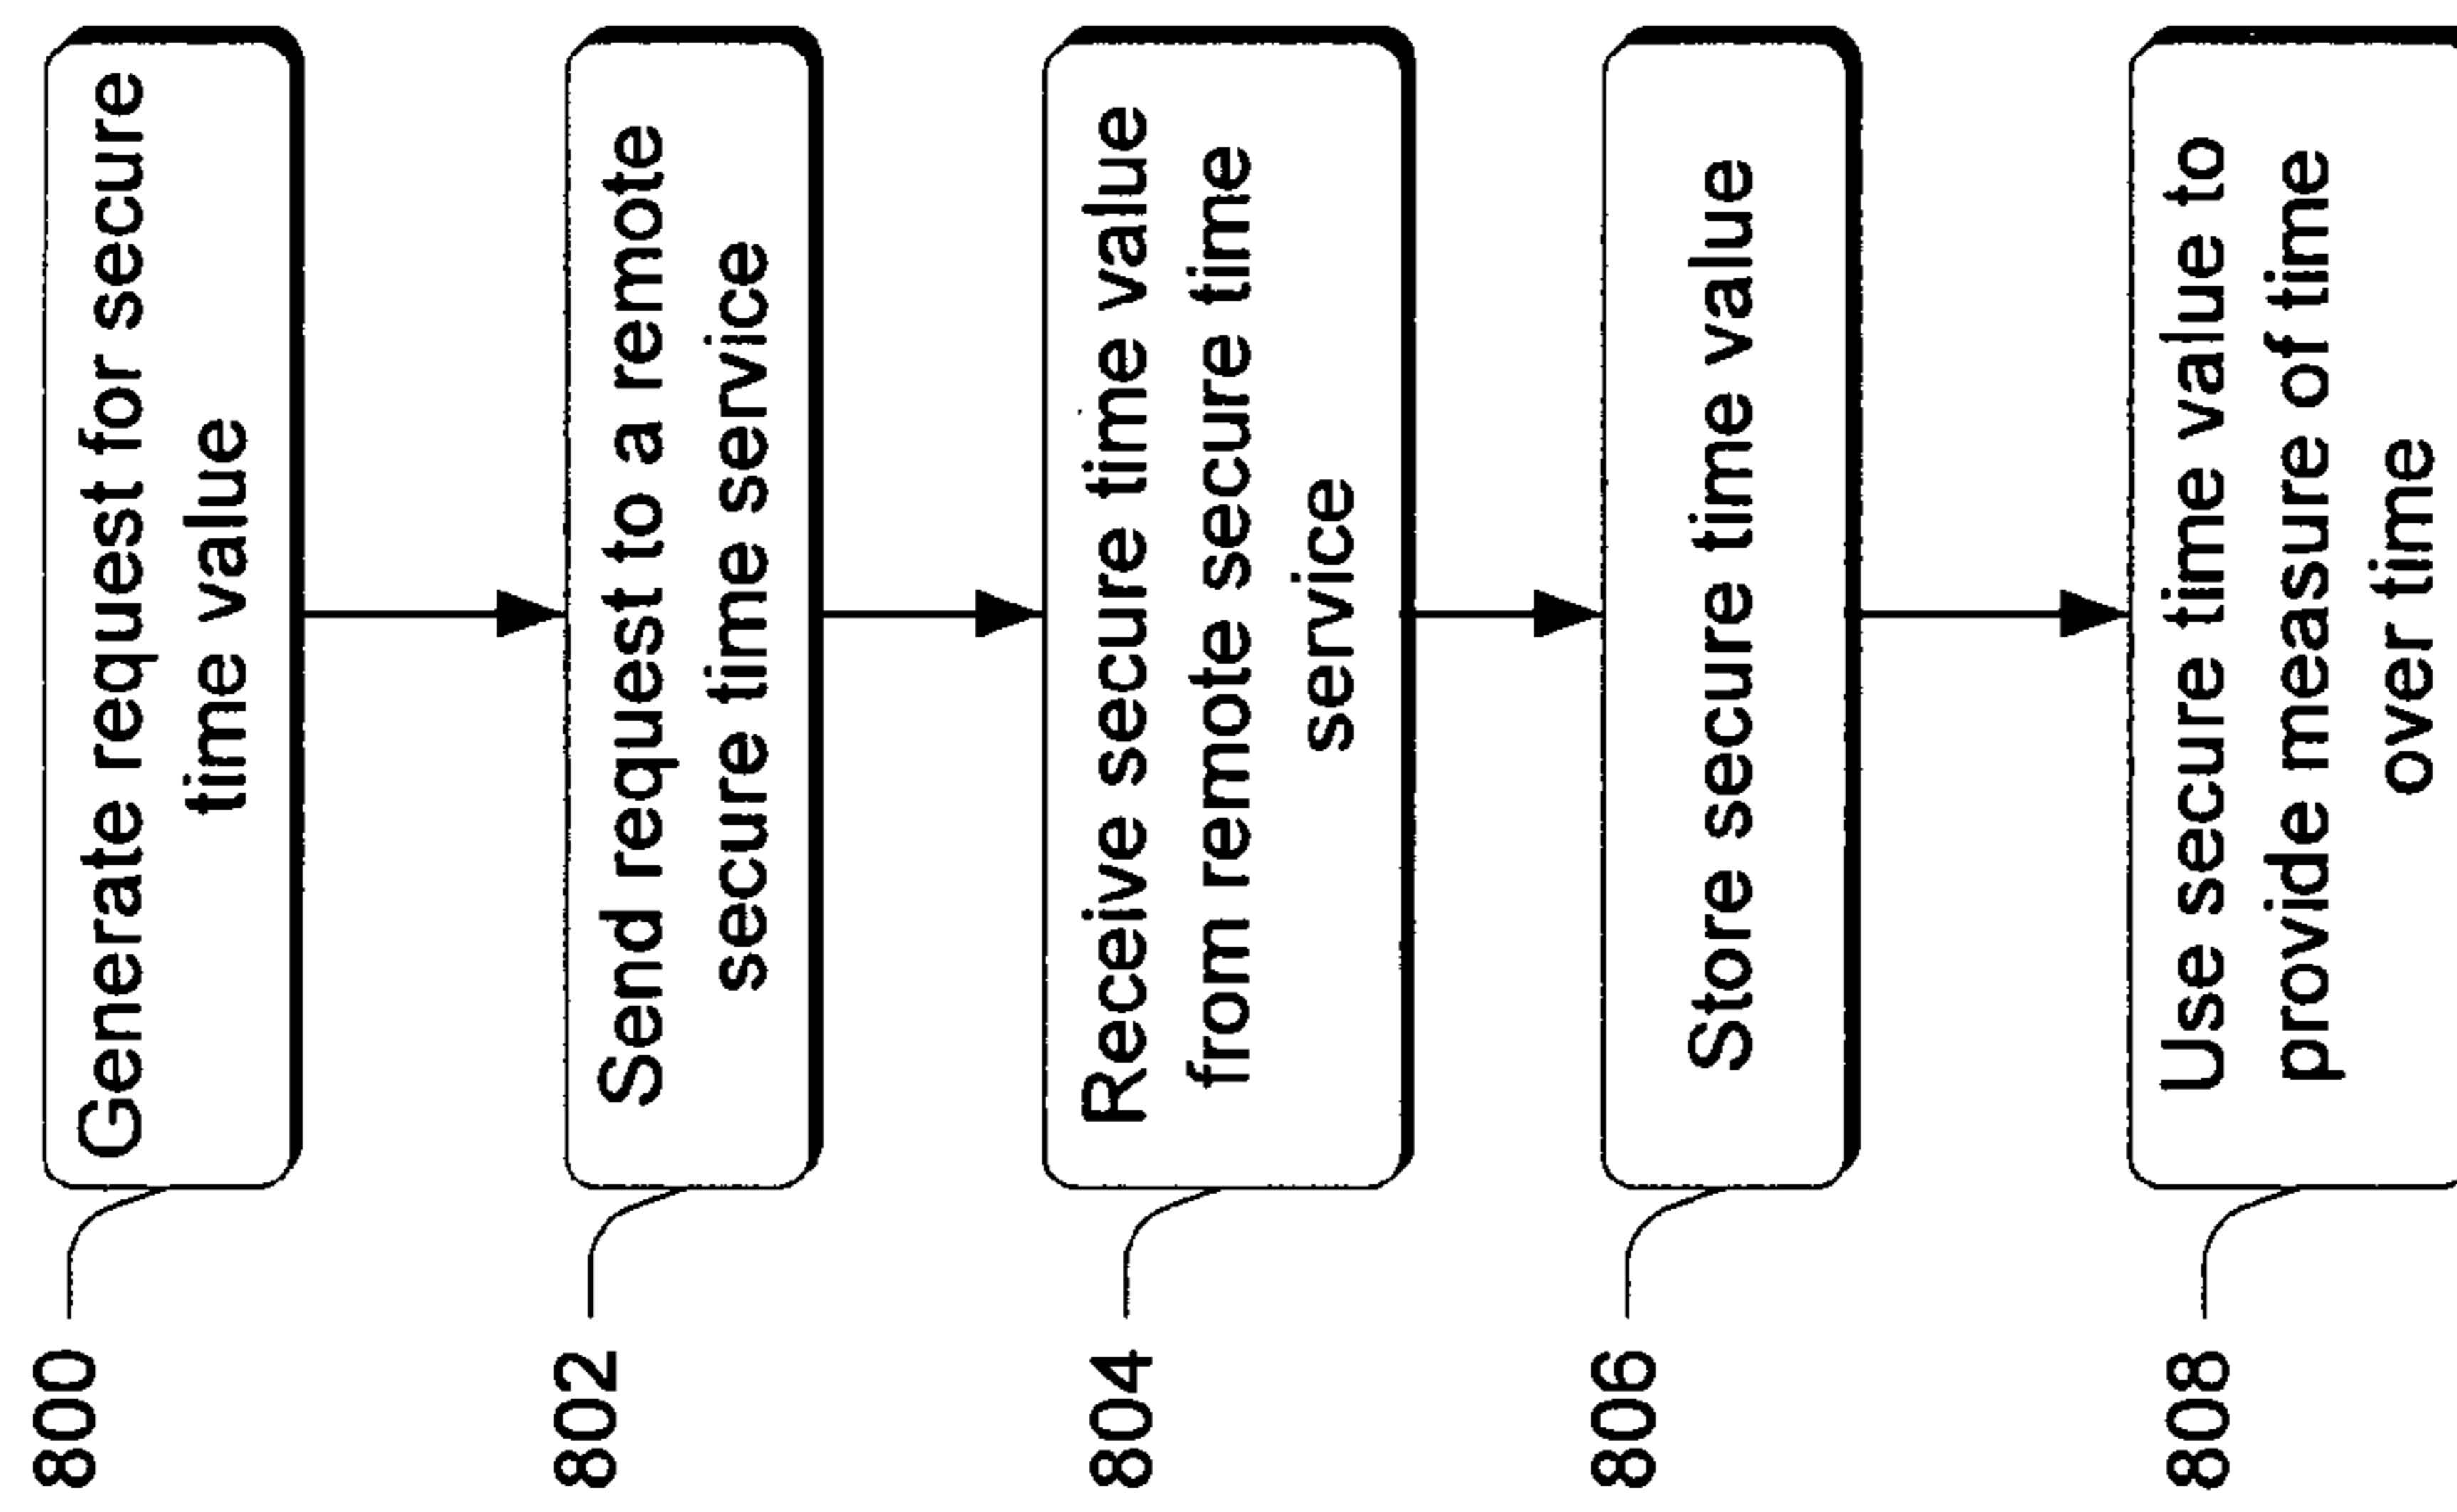 800
Generate request for secure
time value
802
Send request to a remote
secure time service
804
Receive secure time value
from remote secure time
service
806
Store secure time value
808
Use secure time value to
provide measure of time
over time